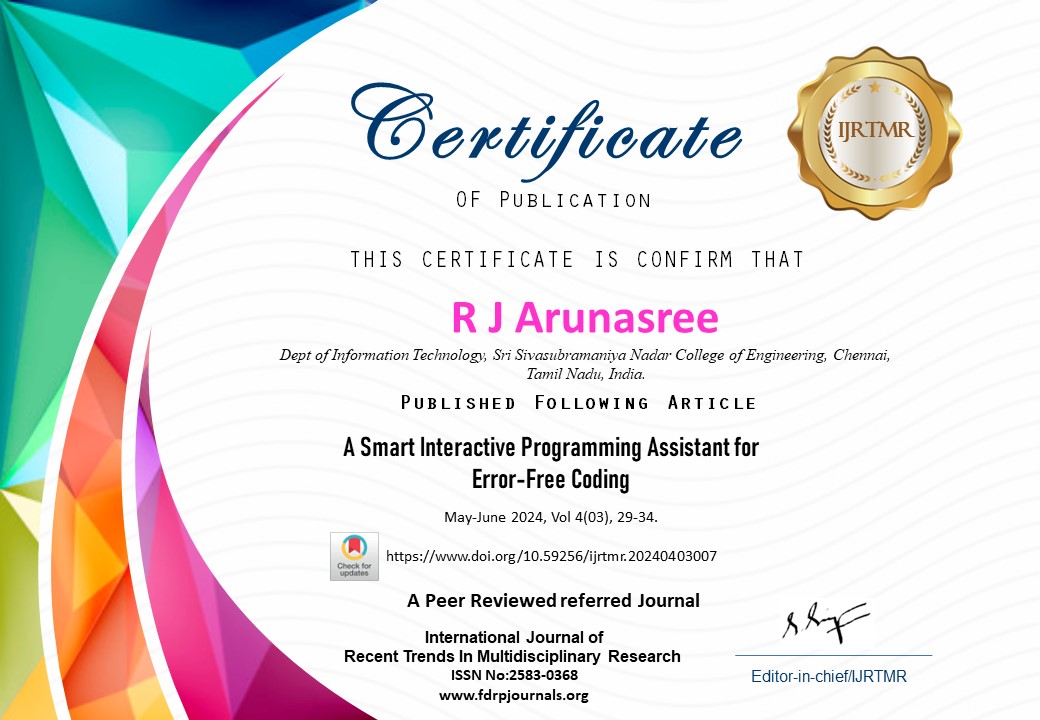 Certificate
OF PUBLICATION
IJRTMR
THIS CERTIFICATE IS CONFIRM THAT
R J Arunasree
Dept of Information Technology, Sri Sivasubramaniya Nadar College of Engineering, Chennai,
Tamil Nadu, India.
PUBLISHED FOLLOWING ARTICLE
A Smart Interactive Programming Assistant for
Error-Free Coding
May-June 2024, Vol 4(03), 29-34.
Check for
updates
https://www.doi.org/10.59256/ijrtmr.20240403007
A Peer Reviewed referred Journal
International Journal of
Recent Trends In Multidisciplinary Research
ISSN No:2583-0368
www.fdrpjournals.org
Editor-in-chief/IJRTMR